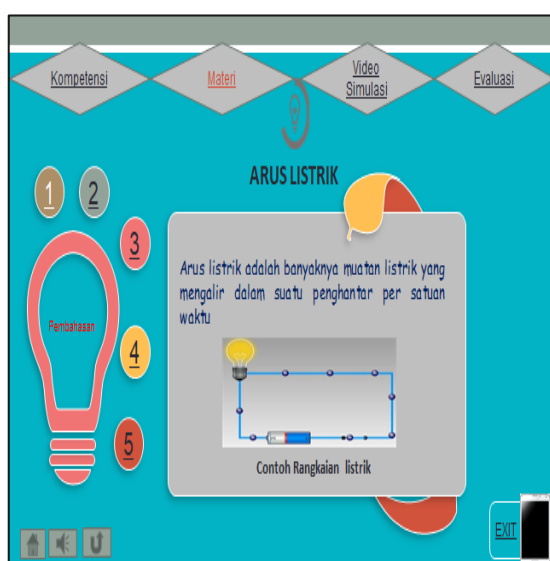 Kompetensi
Materi
Video
Simulasi
Evaluasi
ARUS LISTRIK
1
2
3
4
5
Pembahasan
Arus listrik adalah banyaknya muatan listrik yang
mengalir dalam suatu penghantar per satuan
waktu
Contoh Rangkaian listrik
EXIT